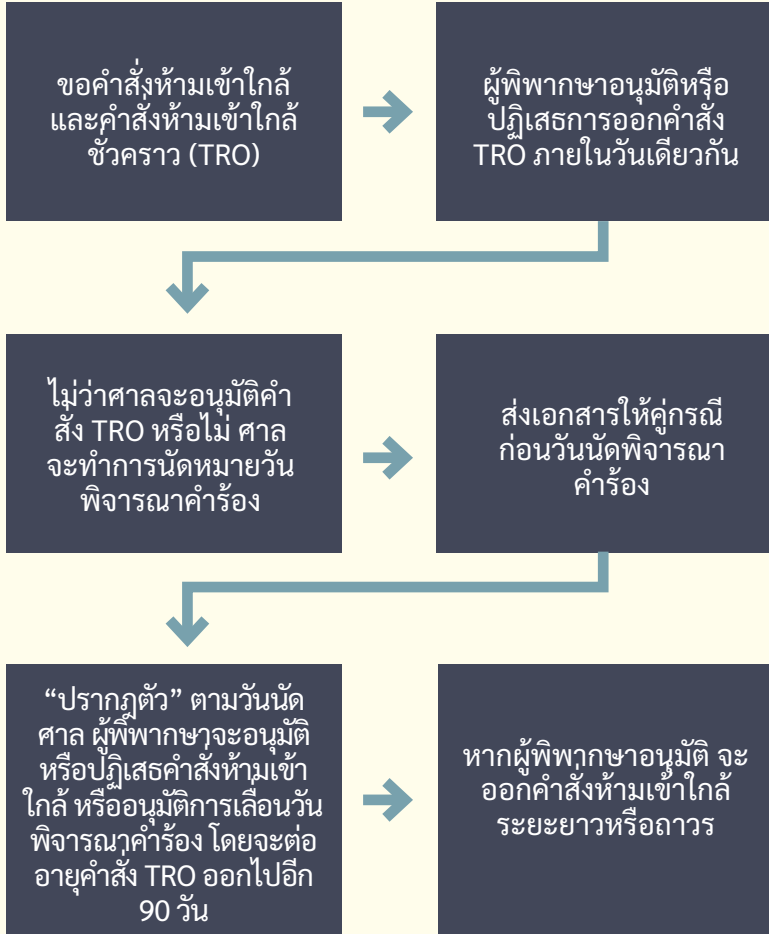 ขอคำสั่งห้ามเข้าใกล้
และคำสั่งห้ามเข้าใกล้
ชั่วคราว (TRO)
ผู้พิพากษาอนุมัติหรือ
ปฏิเสธการออกคำสั่ง
TRO ภายในวันเดียวกัน
ไม่ว่าศาลจะอนุมัติคำ
สั่ง TRO หรือไม่ ศาล
จะทำการนัดหมายวัน
พิจารณาคำร้อง
ส่งเอกสารให้คู่กรณี
ก่อนวันนัดพิจารณา
คำร้อง
“ปรากฎตัว” ตามวันนัด
ศาล ผู้พิพากษาจะอนุมัติ
หรือปฏิเสธคำสั่งห้ามเข้า
ใกล้ หรืออนุมัติการเลื่อนวัน
พิจารณาคำร้อง โดยจะต่อ
อายุคำสั่ง TRO ออกไปอีก
90 วัน
หากผู้พิพากษาอนุมัติ จะ
ออกคำสั่งห้ามเข้าใกล้
ระยะยาวหรือถาวร